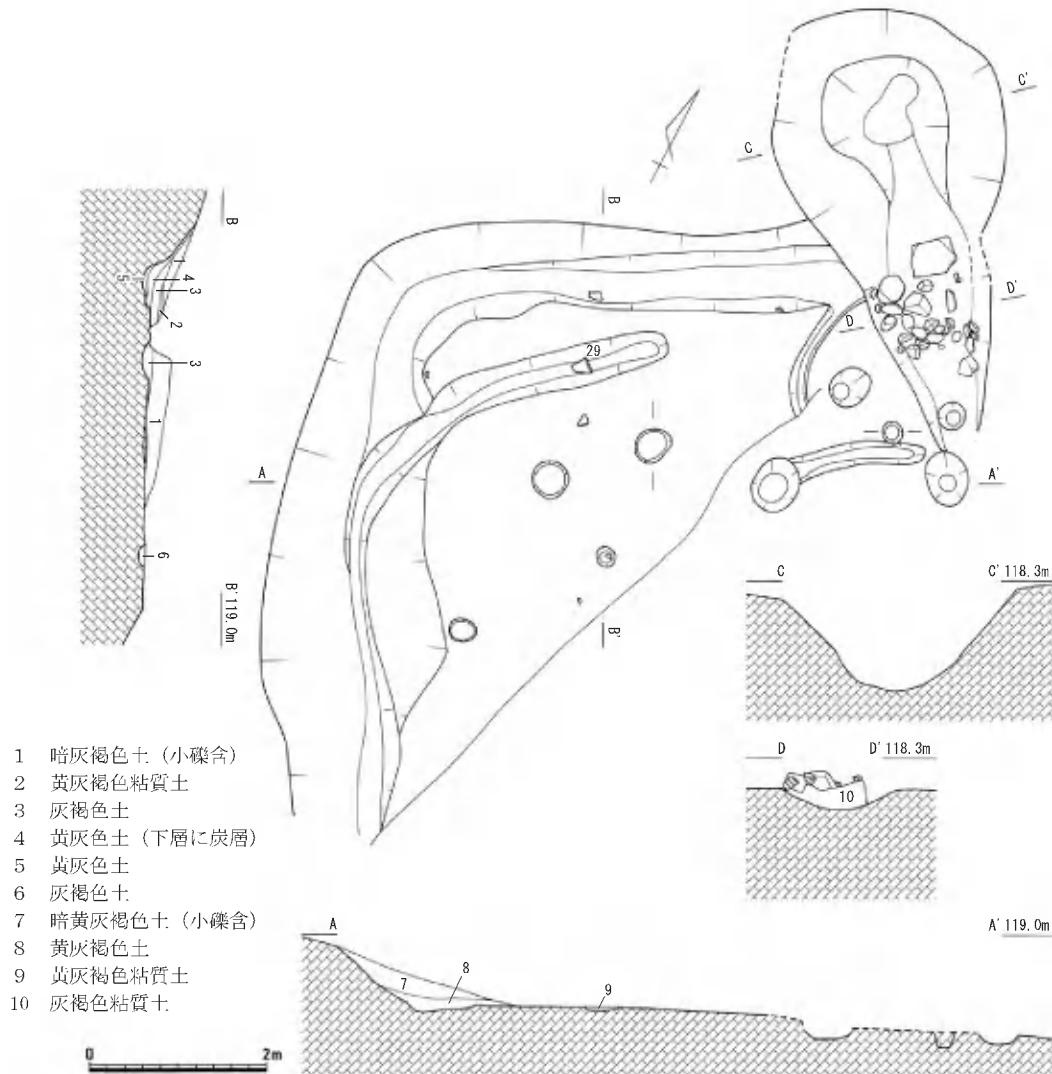 C'
C
B
B
D'
D
5
4
3
2
3
1
6
29
A
A'
B'
B' 119.0m
C
C' 118.3m
D
D' 118.3m
10
1 暗灰褐色土（小礫含）
2 黄灰褐色粘質土
3 灰褐色土
4 黄灰色土（下層に炭層）
5 黄灰色土
6 灰褐色土
7 暗黄灰褐色土（小礫含）
8 黄灰褐色土
9 黄灰褐色粘質土
10 灰褐色粘質土
A
A' 119.0m
7
8
9
0
2m